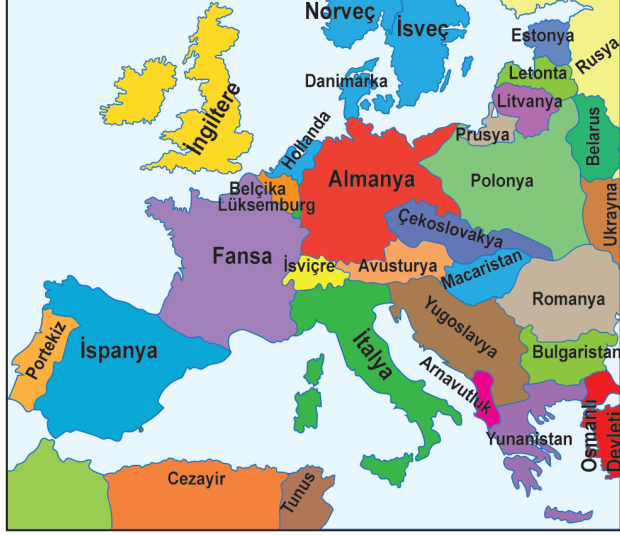 Norveç
İsveç
Estonya
Rusya
Letonta
Danimarka
Litvanya
İngiltere
Hollanda
Prusya
Belarus
Belçika
Almanya
Polonya
Lüksemburg
Ukrayna
Çekoslovakya
Fansa
İsviçre
Avusturya
Macaristan
Romanya
Portekiz
İspanya
İtalya
Yugoslavya
Bulgaristan
Arnavutluk
Osmanlı
Devleti
Yunanistan
Cezayir
Tunus